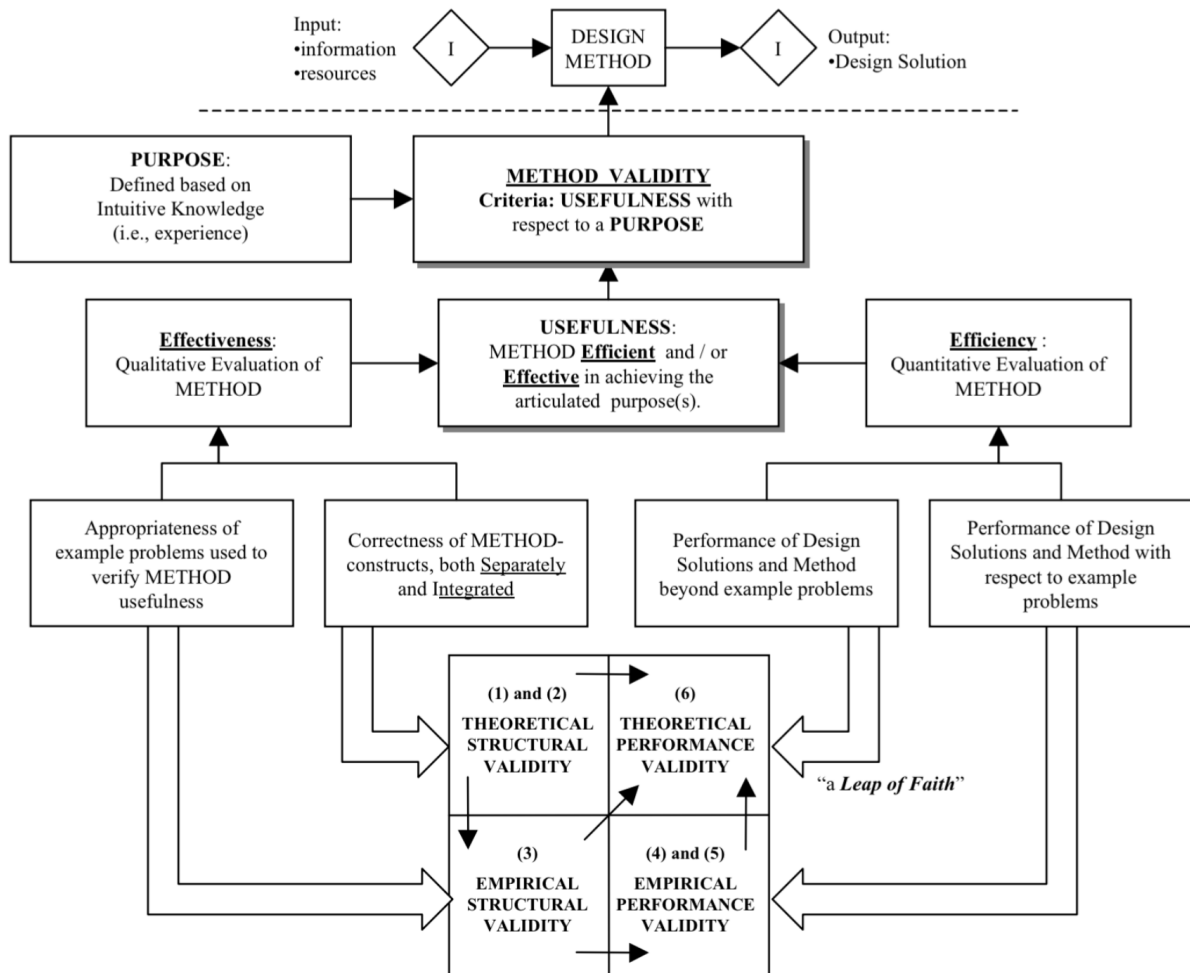 Input:
•information
•resources
I
DESIGN
METHOD
I
Output:
•Design Solution
PURPOSE:
Defined based on
Intuitive Knowledge
(i.e., experience)
METHOD VALIDITY
Criteria: USEFULNESS with
respect to a PURPOSE
Effectiveness:
Qualitative Evaluation of
METHOD
USEFULNESS:
METHOD Efficient and / or
Effective in achieving the
articulated purpose(s).
Efficiency :
Quantitative Evaluation of
METHOD
Appropriateness of
example problems used to
verify METHOD
usefulness
Correctness of METHOD-
constructs, both Separately
and Integrated
Performance of Design
Solutions and Method
beyond example problems
Performance of Design
Solutions and Method with
respect to example
problems
(1) and (2)
THEORETICAL
STRUCTURAL
VALIDITY
(6)
THEORETICAL
PERFORMANCE
VALIDITY
“a Leap of Faith”
(3)
EMPIRICAL
STRUCTURAL
VALIDITY
(4) and (5)
EMPIRICAL
PERFORMANCE
VALIDITY